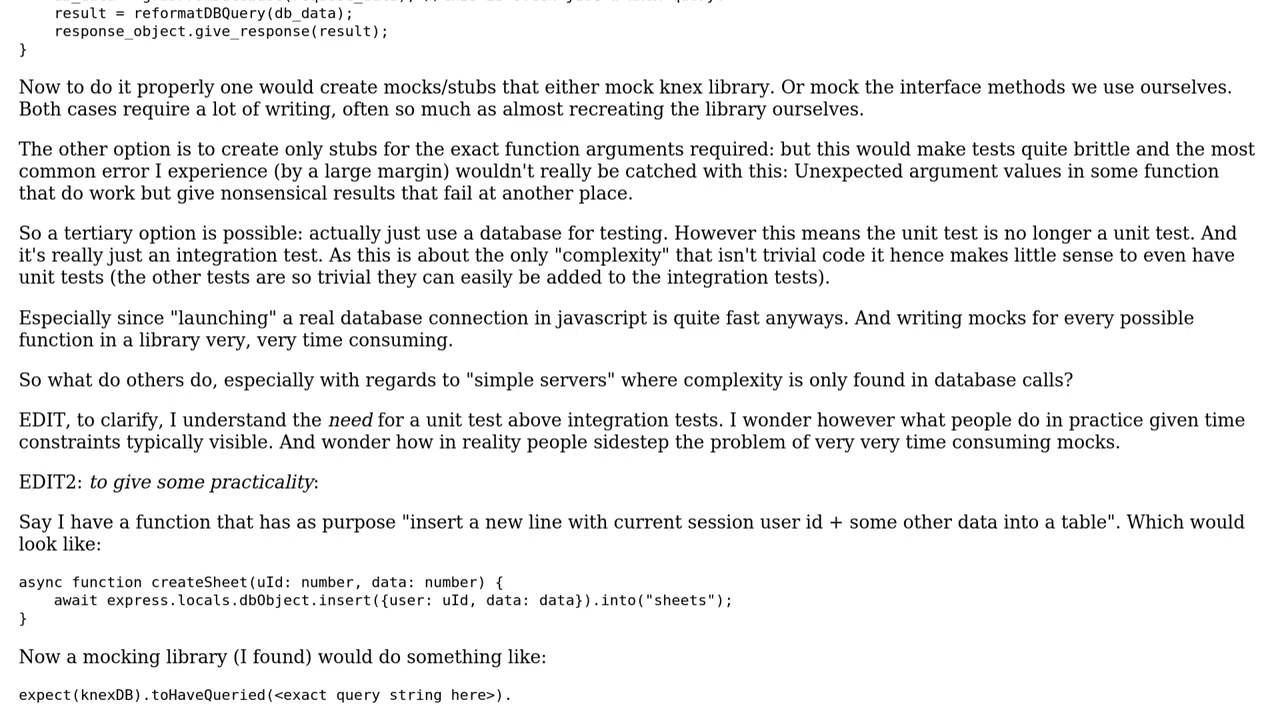 result = reformatDBQuery(db_data);
    response_object.give_response(result);
}
Now to do it properly one would create mocks/stubs that either mock knex library. Or mock the interface methods we use ourselves.
Both cases require a lot of writing, often so much as almost recreating the library ourselves.
The other option is to create only stubs for the exact function arguments required: but this would make tests quite brittle and the most
common error I experience (by a large margin) wouldn't really be catched with this: Unexpected argument values in some function
that do work but give nonsensical results that fail at another place.
So a tertiary option is possible: actually just use a database for testing. However this means the unit test is no longer a unit test. And
it's really just an integration test. As this is about the only "complexity" that isn't trivial code it hence makes little sense to even have
unit tests (the other tests are so trivial they can easily be added to the integration tests).
Especially since "launching" a real database connection in javascript is quite fast anyways. And writing mocks for every possible
function in a library very, very time consuming.
So what do others do, especially with regards to "simple servers" where complexity is only found in database calls?
EDIT, to clarify, I understand the need for a unit test above integration tests. I wonder however what people do in practice given time
constraints typically visible. And wonder how in reality people sidestep the problem of very very time consuming mocks.
EDIT2: to give some practicality:
Say I have a function that has as purpose "insert a new line with current session user id + some other data into a table". Which would
look like:
async function createSheet(uId: number, data: number) {
    await express.locals.dbObject.insert({user: uId, data: data}).into("sheets");
}
Now a mocking library (I found) would do something like:
expect(knexDB).toHaveQueried(<exact query string here>).